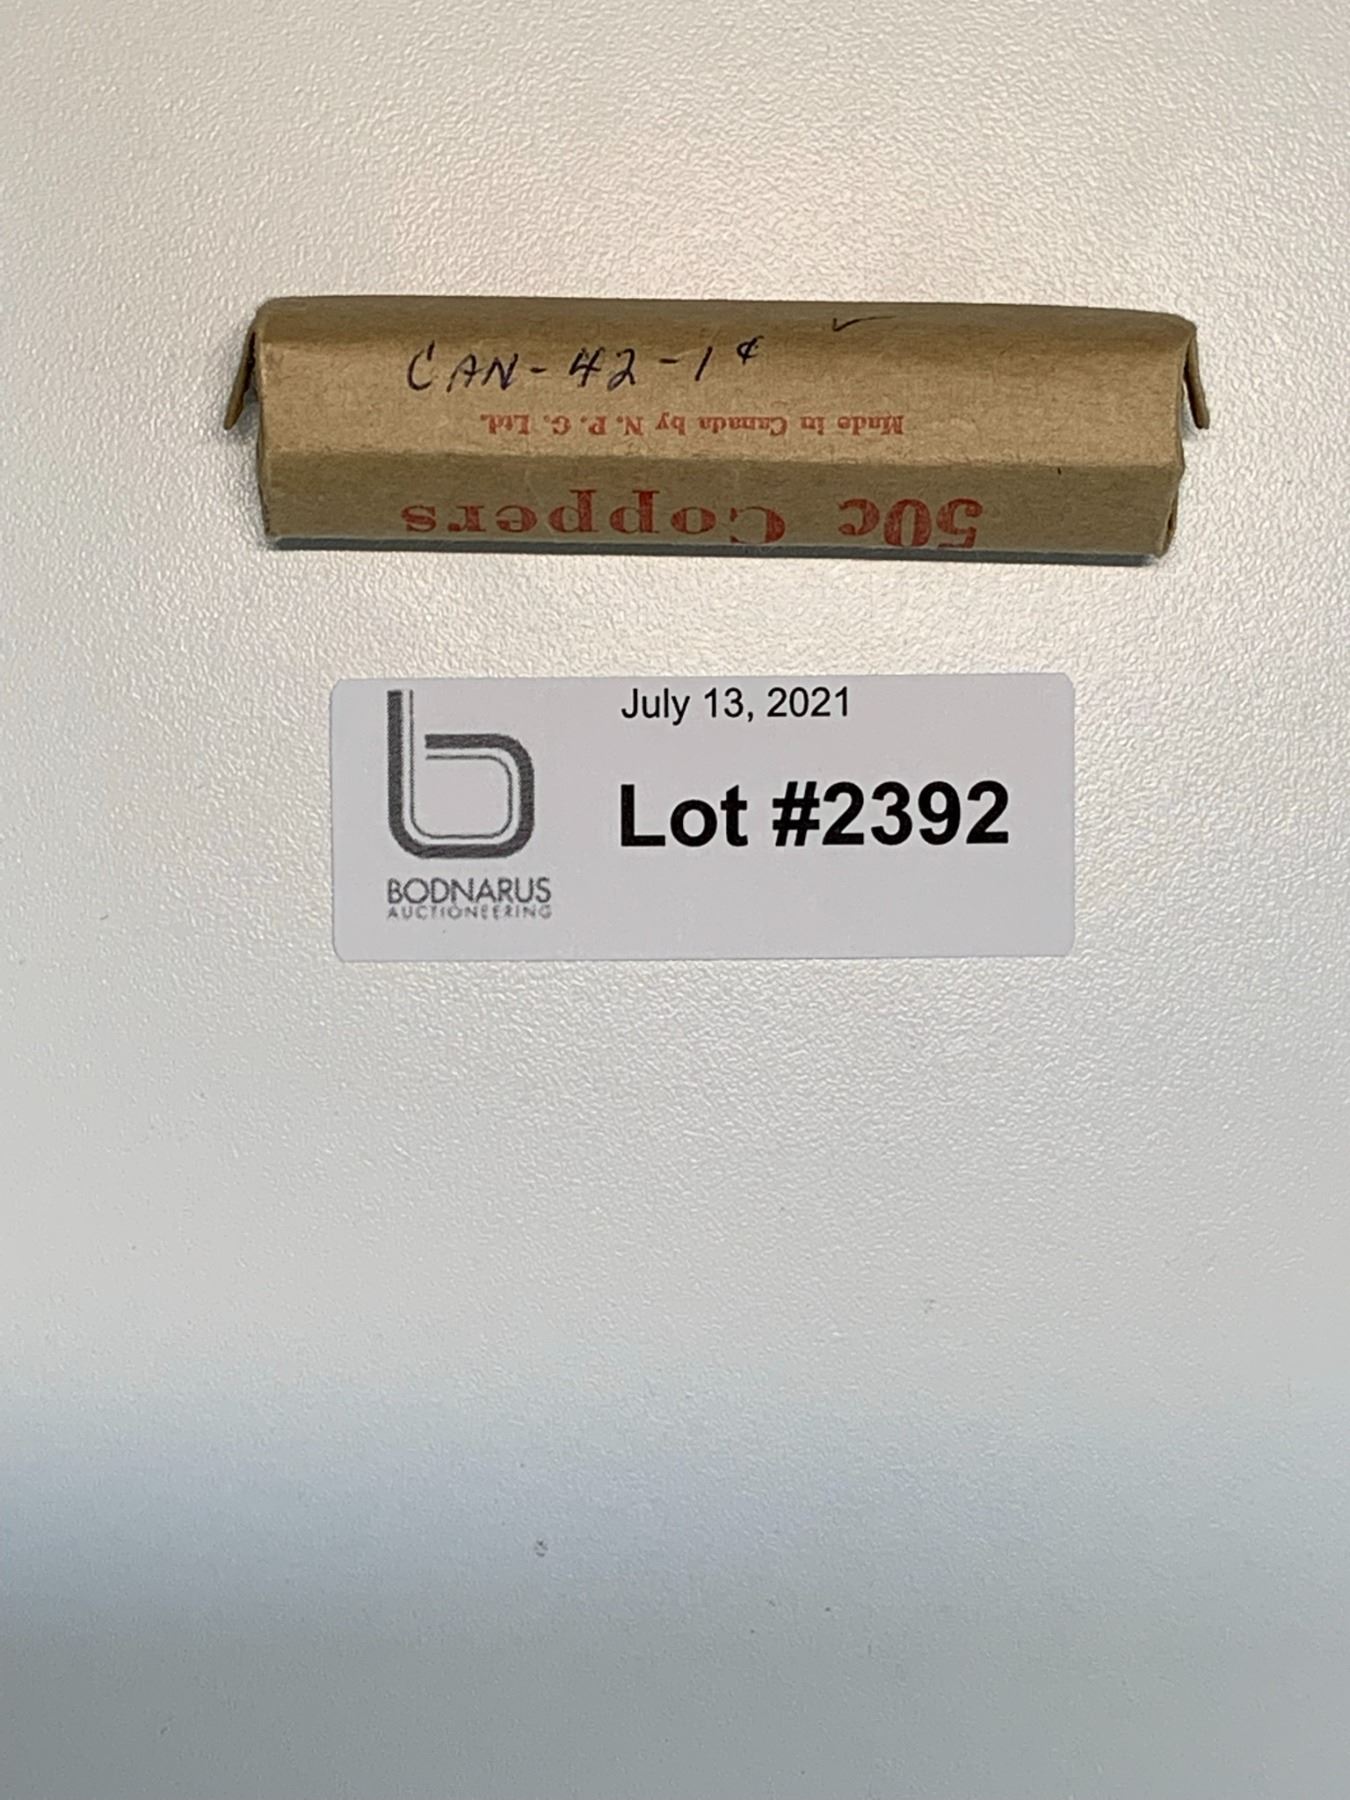 CAN-42-1¢
Made in Canada by N. P. C. Ltd.
50c Coppers
July 13, 2021
Lot #2392
BODNARUS
AUCTIONEERING